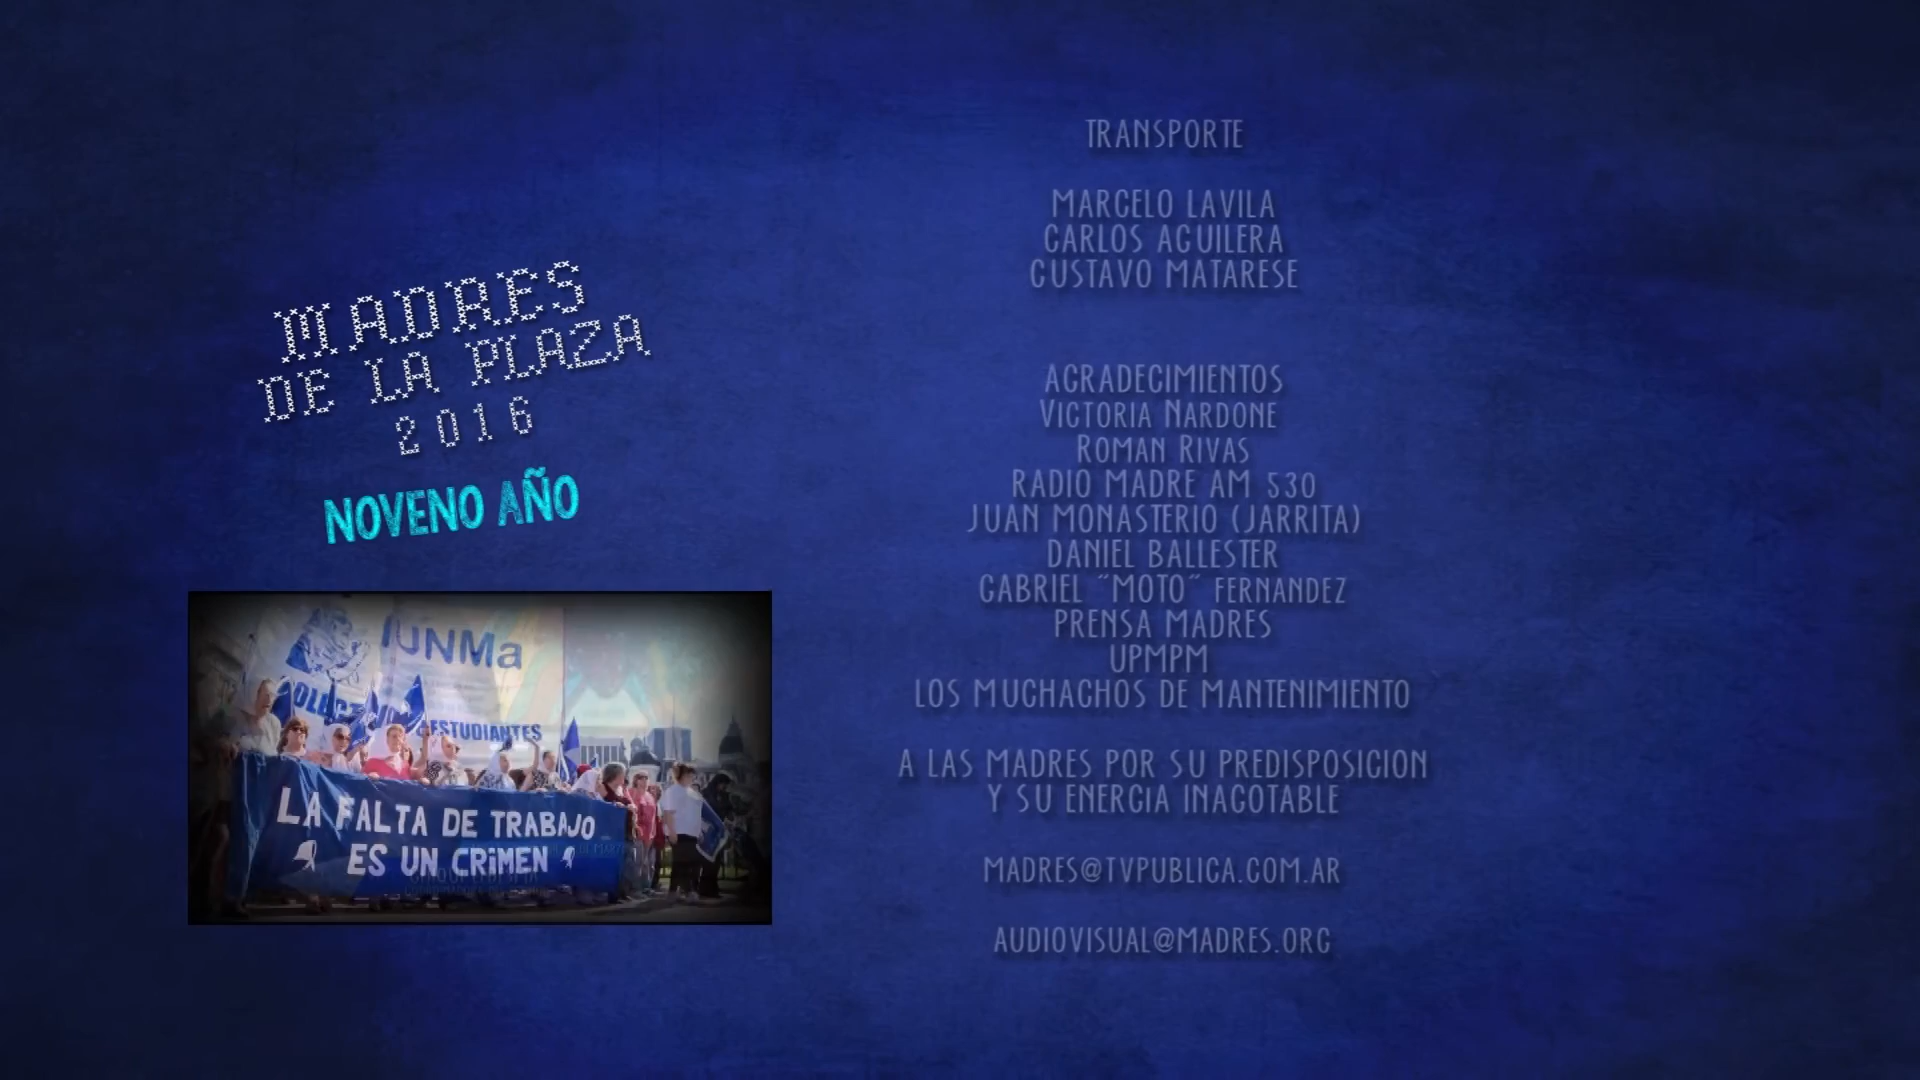 MADRES
DE LA PLAZA
2016
NOVENO AÑO
IUNMa
ESTUDIANTES
LA FALTA DE TRABAJO
ES UN CRiMEN
TRANSPORTE
MARCELO LAVILA
CARLOS AGUILERA
GUSTAVO MATARESE
AGRADECIMIENTOS
VICTORIA NARDONE
ROMAN RIVAS
RADIO MADRE AM 530
JUAN MONASTERIO (JARRITA)
DANIEL BALLESTER
GABRIEL "MOTO" FERNANDEZ
PRENSA MADRES
UPMPM
LOS MUCHACHOS DE MANTENIMIENTO
A LAS MADRES POR SU PREDISPOSICION
Y SU ENERGiA INAGOTABLE
MADRES@TVPUBLICA.COM.AR
AUDIOVISUAL@MADRES.ORG